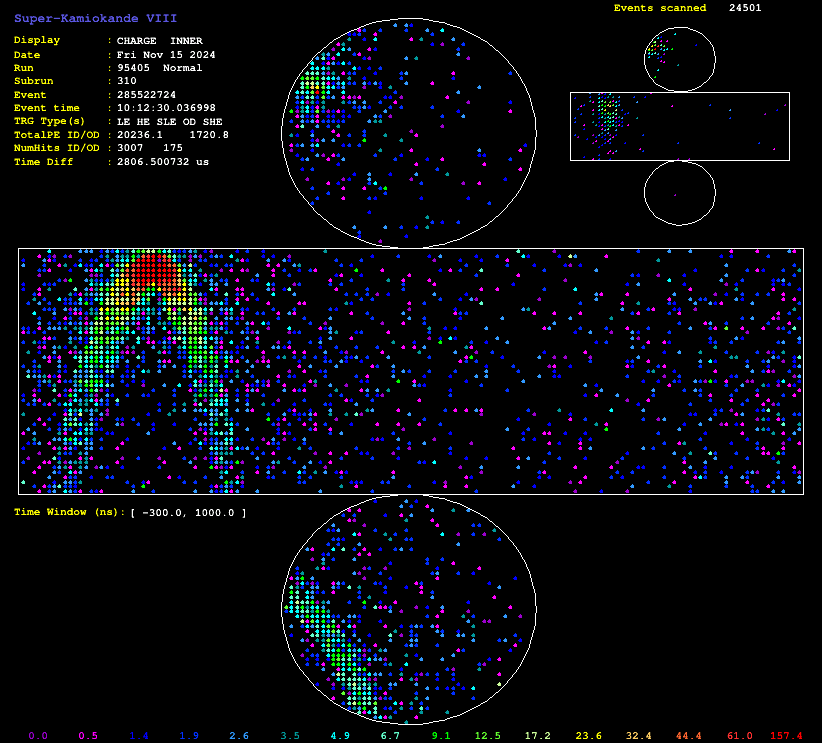 Super-Kamiokande VIII
Events scanned 24501
Display : CHARGE INNER
Date : Fri Nov 15 2024
Run : 95405 Normal
Subrun : 310
Event : 285522724
Event time : 10:12:30.036998
TRG Type(s) : LE HE SLE OD SHE
TotalPE ID/OD : 20236.1 1720.8
NumHits ID/OD : 3007 175
Time Diff : 2806.500732 us
Time Window (ns): [ -300.0, 1000.0 ]
0.0 0.5 1.4 1.9 2.6 3.5 4.9 6.7 9.1 12.5 17.2 23.6 32.4 44.4 61.0 157.4